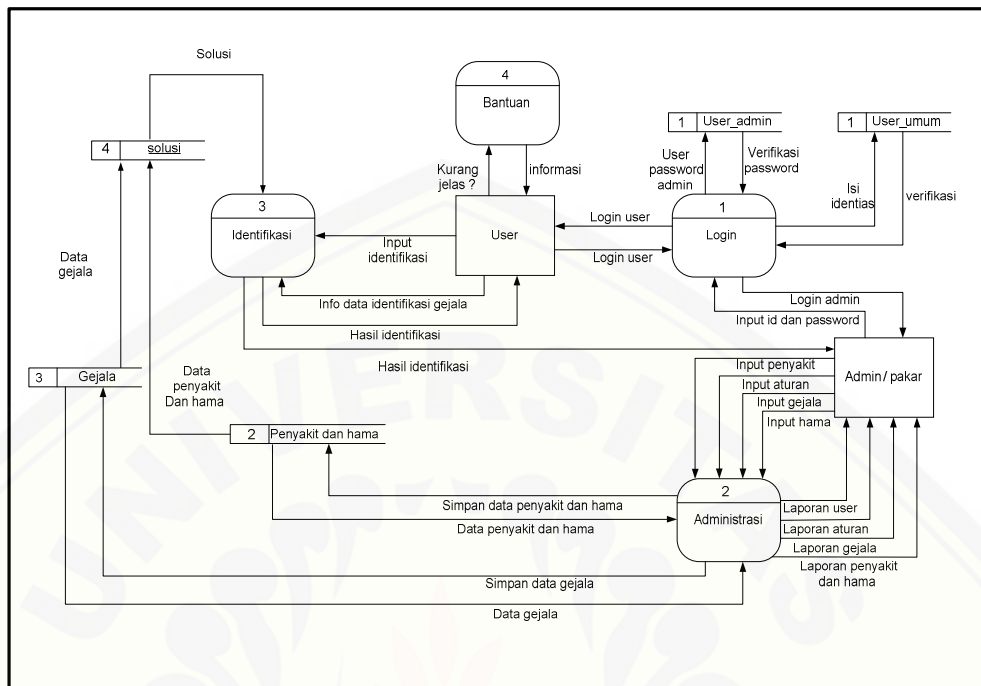 Solusi
4
Bantuan
1 User_admin
1 User_umum
4 solusi
User
password
admin
Verifikasi
password
Kurang
jelas ?
informasi
Isi
identias
verifikasi
3
Identifikasi
User
1
Login
Login user
Login user
Input
identifikasi
Data
gejala
Info data identifikasi gejala
Login admin
Input id dan password
Hasil identifikasi
Hasil identifikasi
3 Gejala
Data
penyakit
Dan hama
Admin / pakar
Input penyakit
Input aturan
Input gejala
Input hama
2 Penyakit dan hama
2
Administrasi
Simpan data penyakit dan hama
Data penyakit dan hama
Laporan user
Laporan aturan
Laporan gejala
Laporan penyakit
dan hama
Simpan data gejala
Data gejala
UNIVERSITAS